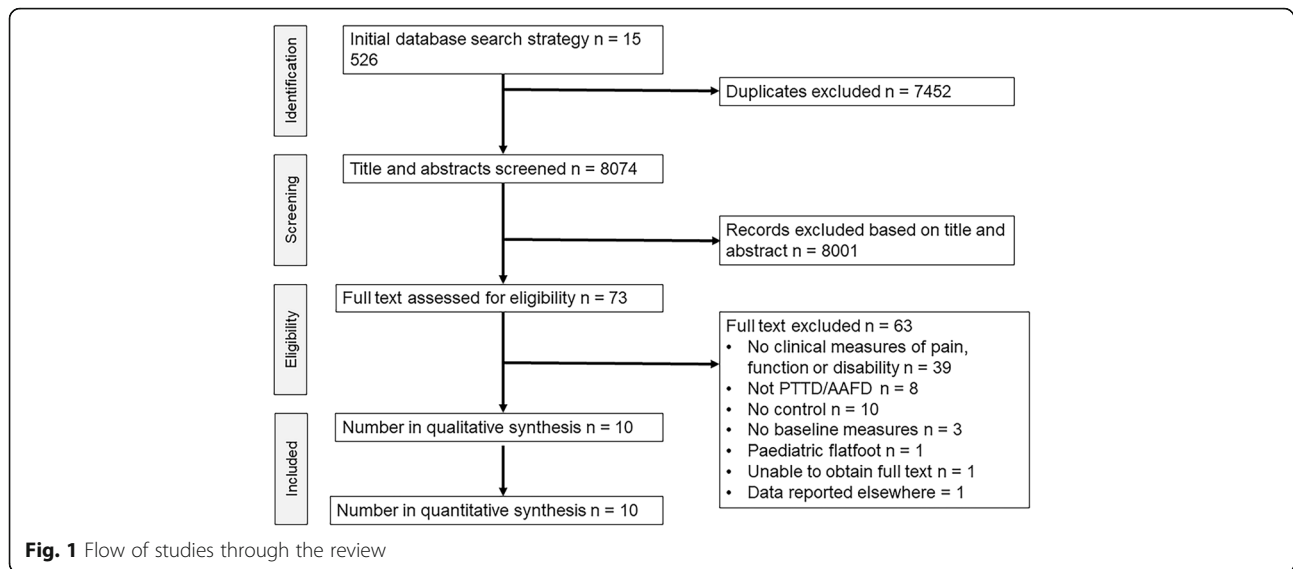 Identification
Initial database search strategy n = 15
526
Duplicates excluded n = 7452
Screening
Title and abstracts screened n = 8074
Records excluded based on title and
abstract n = 8001
Eligibility
Full text assessed for eligibility n = 73
Full text excluded n = 63
• No clinical measures of pain,
function or disability n = 39
• Not PTTD/AAFD n = 8
• No control n = 10
• No baseline measures n = 3
• Paediatric flatfoot n = 1
• Unable to obtain full text n = 1
• Data reported elsewhere = 1
Included
Number in qualitative synthesis n = 10
Number in quantitative synthesis n = 10
Fig. 1 Flow of studies through the review